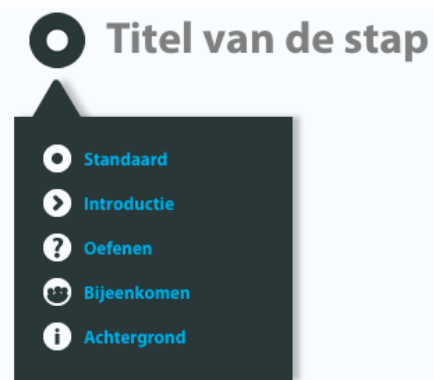 Titel van de stap
Standaard
Introductie
Oefenen
Bijeenkomen
Achtergrond